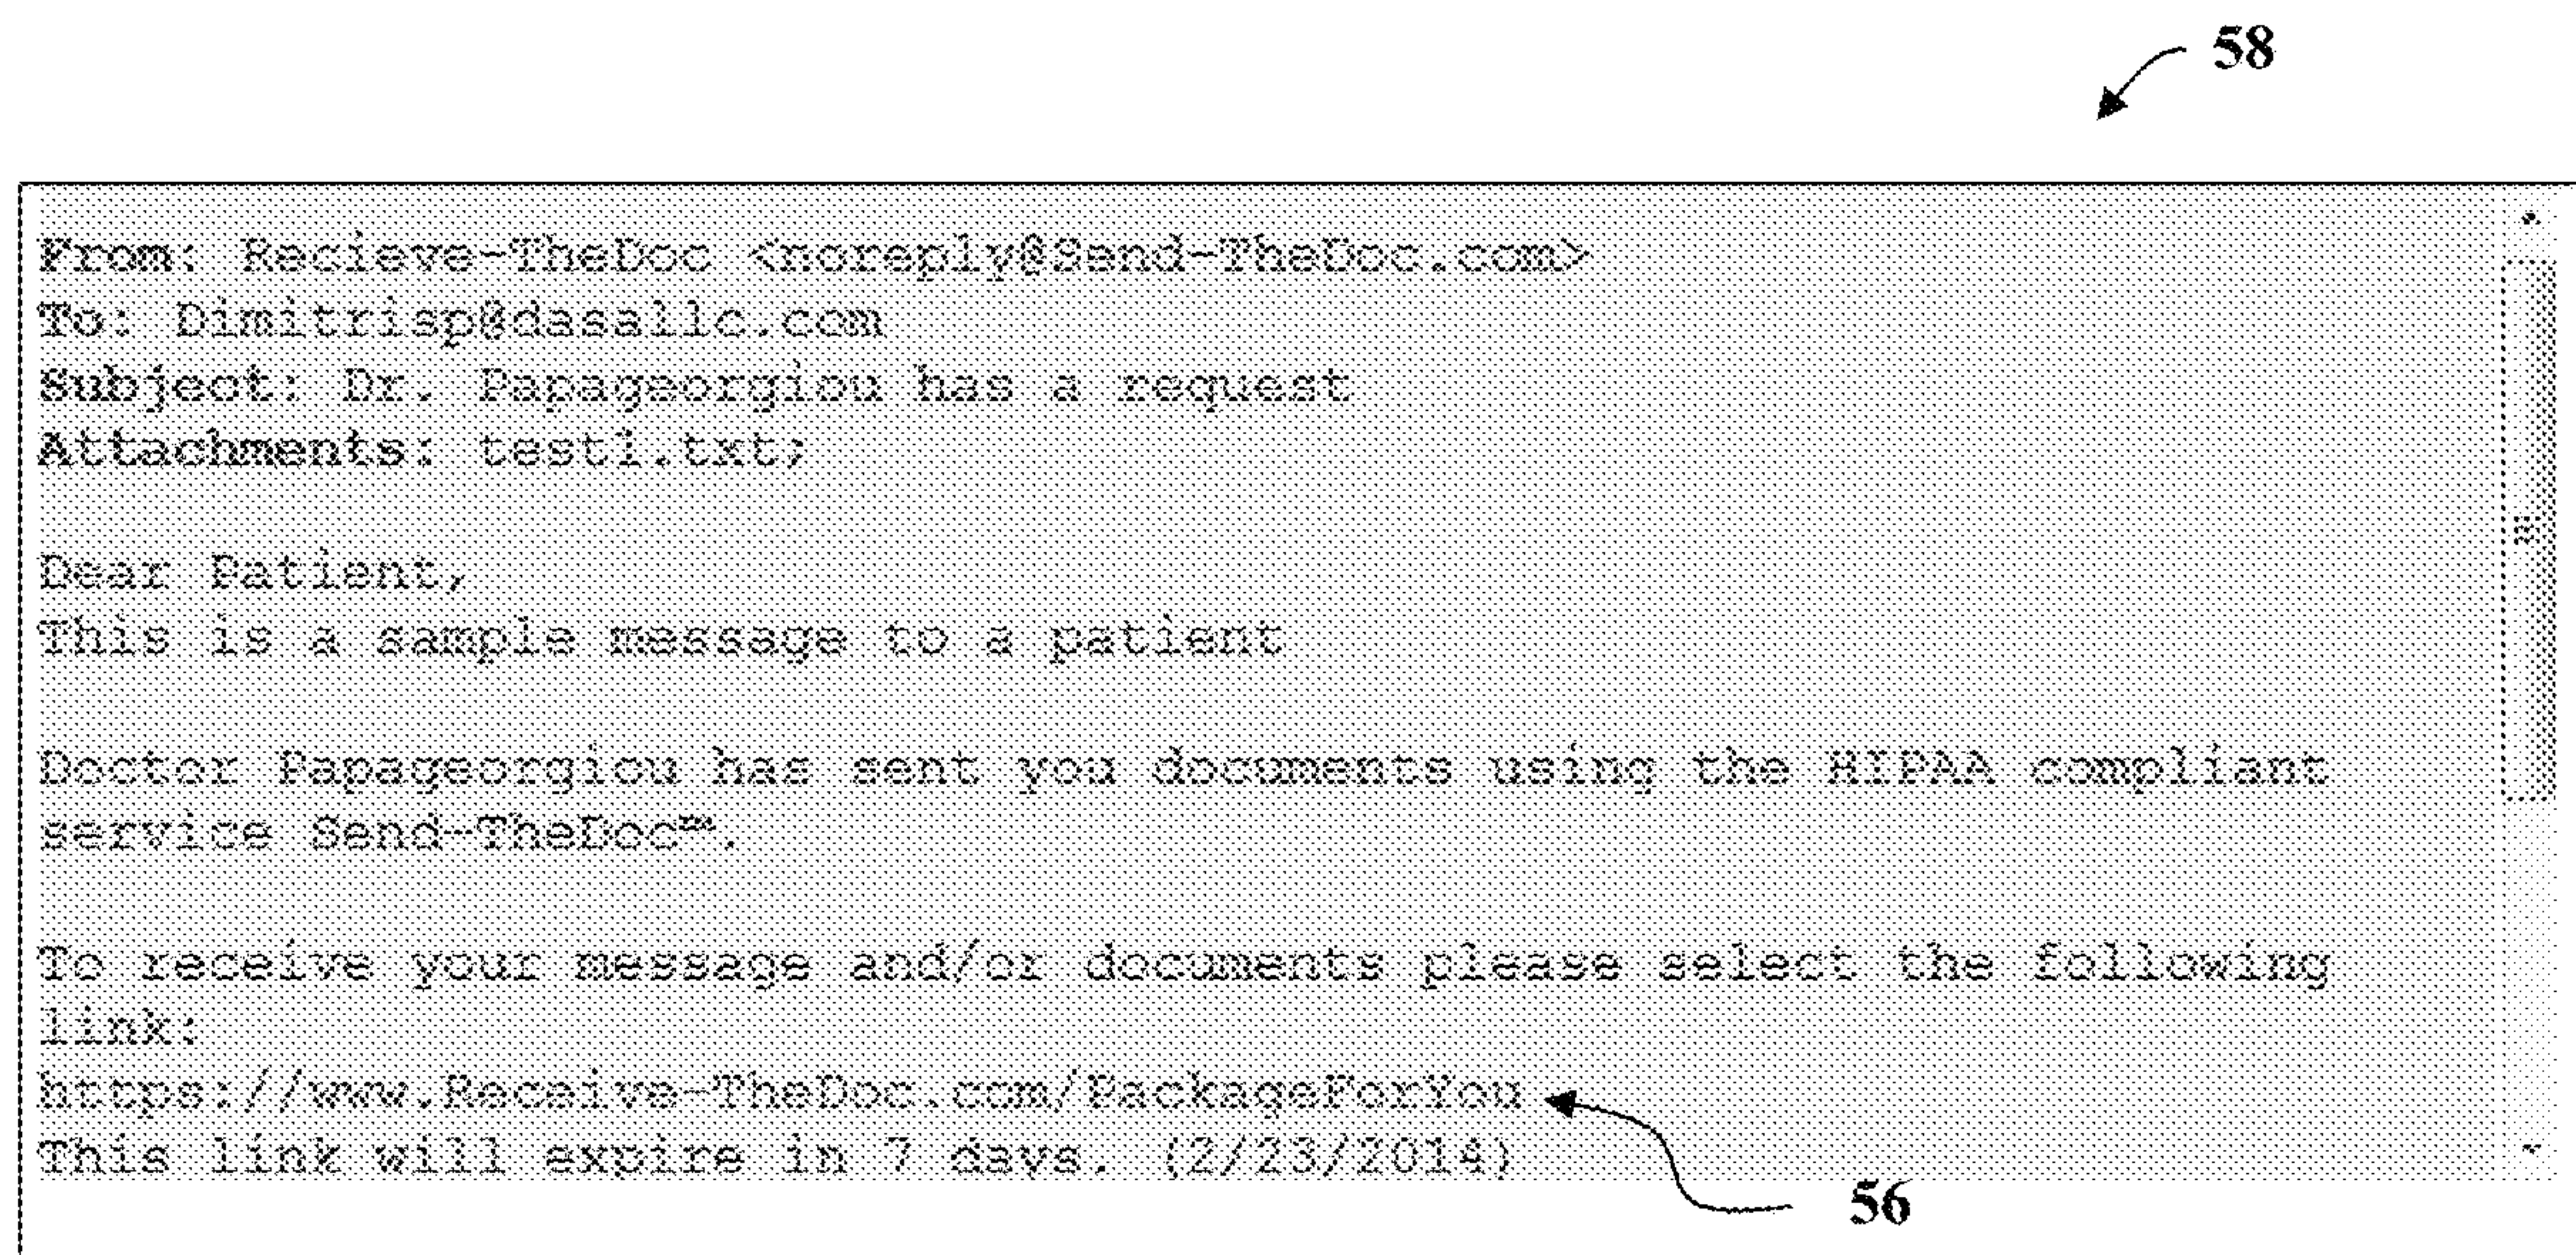 58
From: Recieve-TheDoc <noreply@Send-TheDoc.com>
To: Dimitrisp@dasallc.com
Subject: Dr. Papageorgiou has a request
Attachments: test1.txt;
Dear Patient,
This is a sample message to a patient
Doctor Papageorgiou has sent you documents using the HIPAA compliant
service Send-TheDoc™.
To receive your message and/or documents please select the following
link:
https://www.Receive-TheDoc.com/PackageForYou
This link will expire in 7 days. (2/23/2014)
56